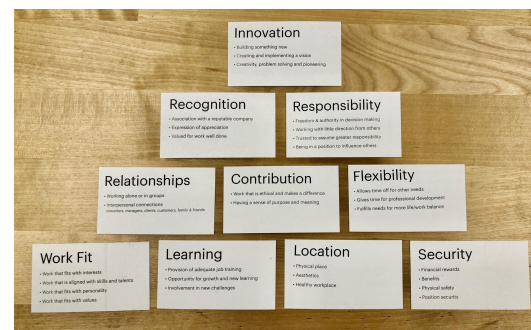 Innovation
• Building something new
• Creating and implementing a vision
• Creativity, problem solving and pioneering
Recognition
• Association with a reputable company
• Expression of appreciation
• Valued for work well done
Responsibility
• Freedom & authority in decision making
• Working with little direction from others
• Trusted to assume greater responsibility
• Being in a position to influence others
Relationships
• Working alone or in groups
• Interpersonal connections
coworkers, managers, clients, customers, family & friends
Contribution
• Work that is ethical and makes a difference
• Having a sense of purpose and meaning
Flexibility
• Allows time off for other needs
• Gives time for professional development
• Fulfills needs for more life/work balance
Work Fit
• Work that fits with interests
• Work that is aligned with skills and talents
• Work that fits with personality
• Work that fits with values
Learning
• Provision of adequate job training
• Opportunity for growth and new learning
• Involvement in new challenges
Location
• Physical place
• Aesthetics
• Healthy workplace
Security
• Financial rewards
• Benefits
• Physical safety
• Position security